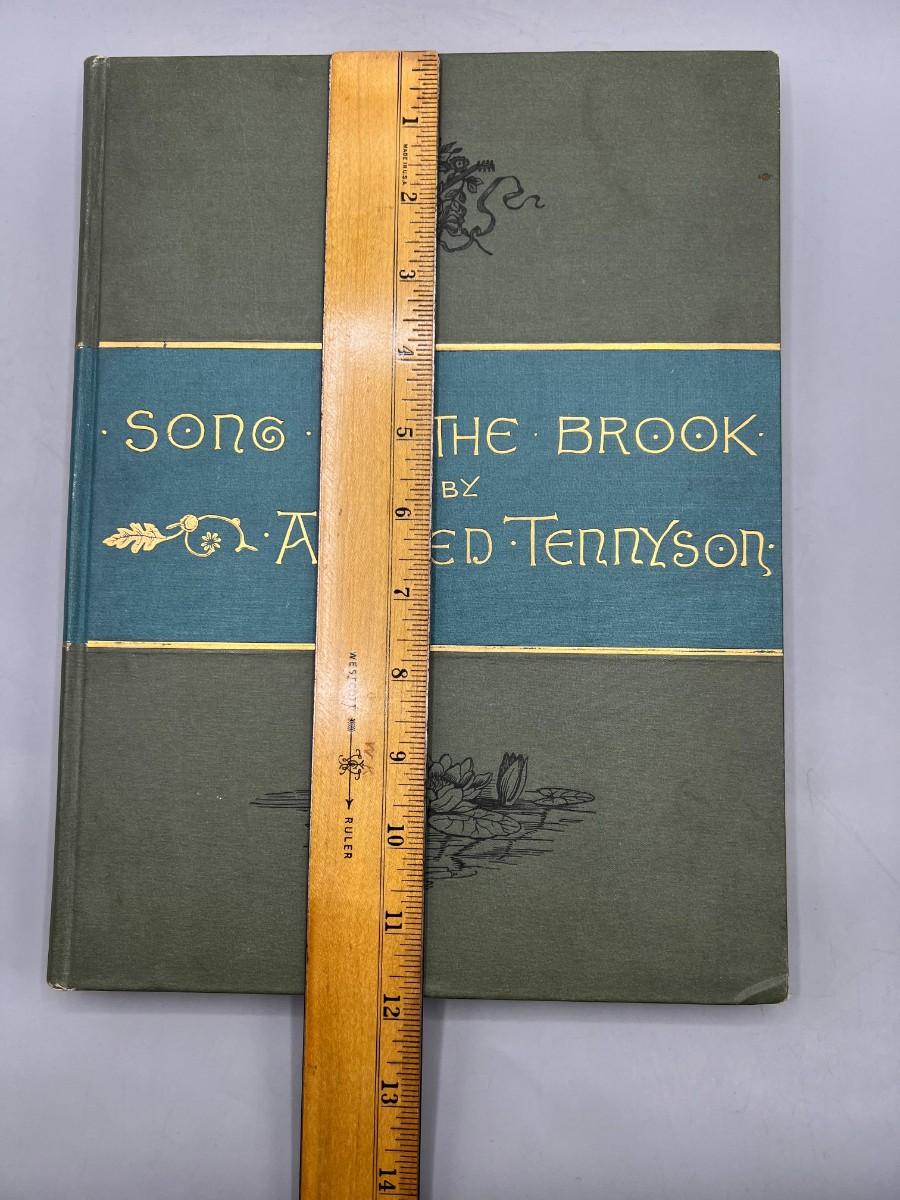 · SONG · THE · BROOK ·
BY
· A ED · TENNYSON ·
1
MADE IN U.S.A.
2
3
4
5
6
7
8
9
10
11
12
13
14
WESTCOTT RULER